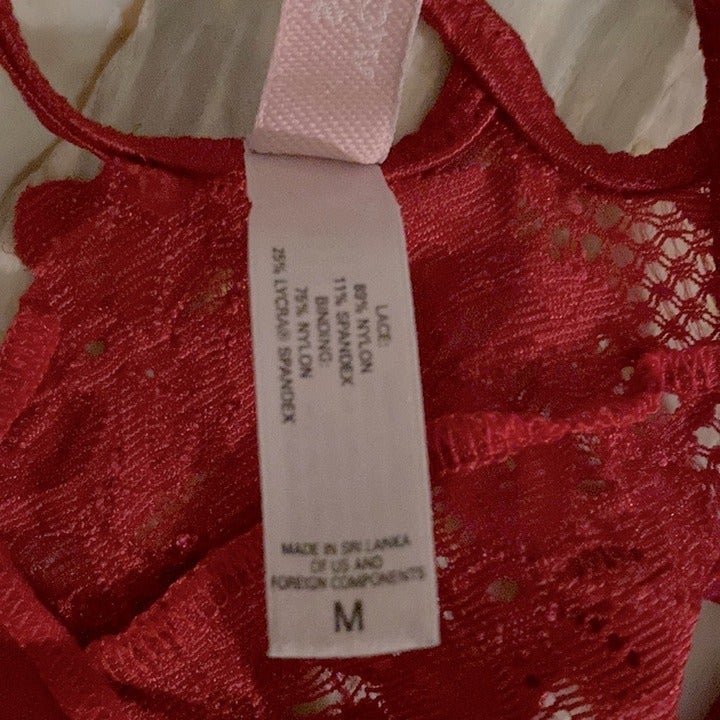 LACE:
89% NYLON
11% SPANDEX
BINDING:
75% NYLON
25% LYCRA® SPANDEX
MADE IN SRI LANKA
OF US AND
FOREIGN COMPONENTS
M